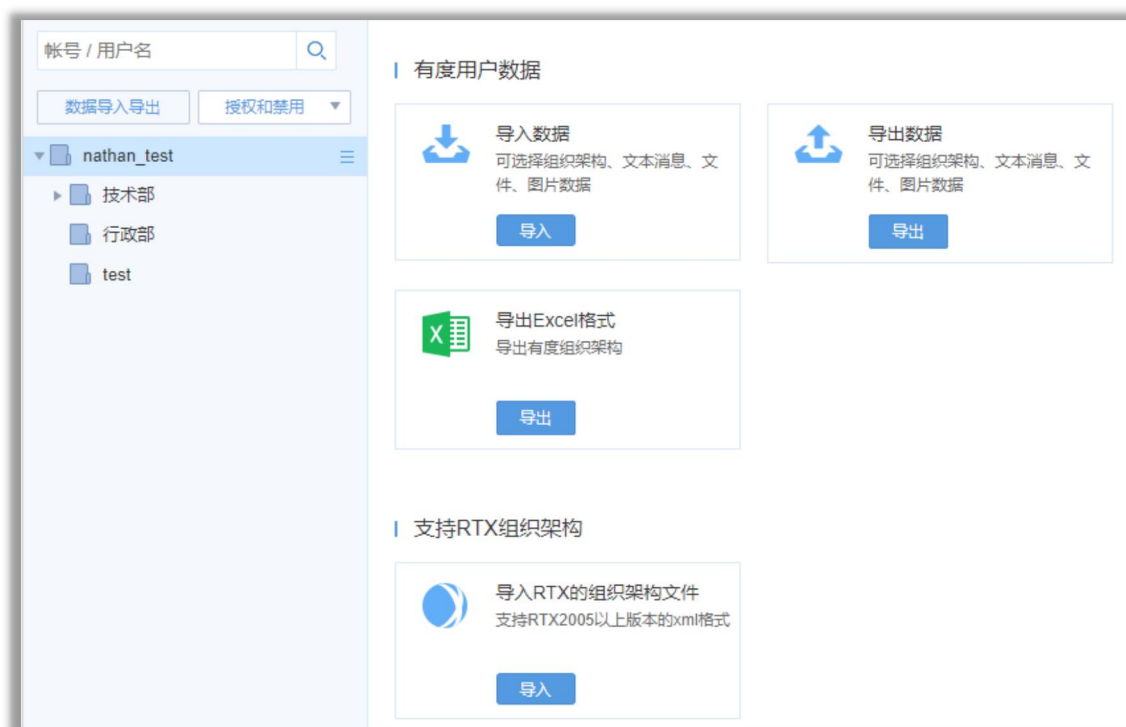 帐号 / 用户名
数据导入导出
授权和禁用
nathan_test
技术部
行政部
test
有度用户数据
导入数据
可选择组织架构、文本消息、文
件、图片数据
导入
导出数据
可选择组织架构、文本消息、文
件、图片数据
导出
导出Excel格式
导出有度组织架构
导出
支持RTX组织架构
导入RTX的组织架构文件
支持RTX2005以上版本的xml格式
导入